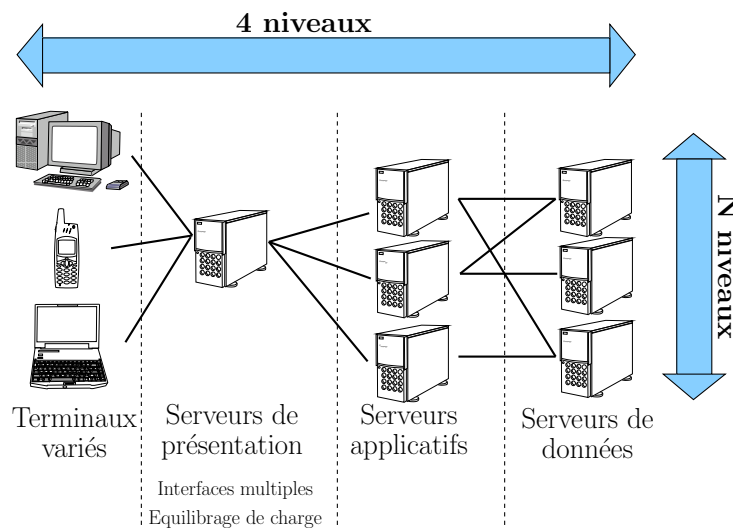 4 niveaux
N niveaux
Terminaux
variés
Serveurs de
présentation
Interfaces multiples
Equilibrage de charge
Serveurs
applicatifs
Serveurs de
données